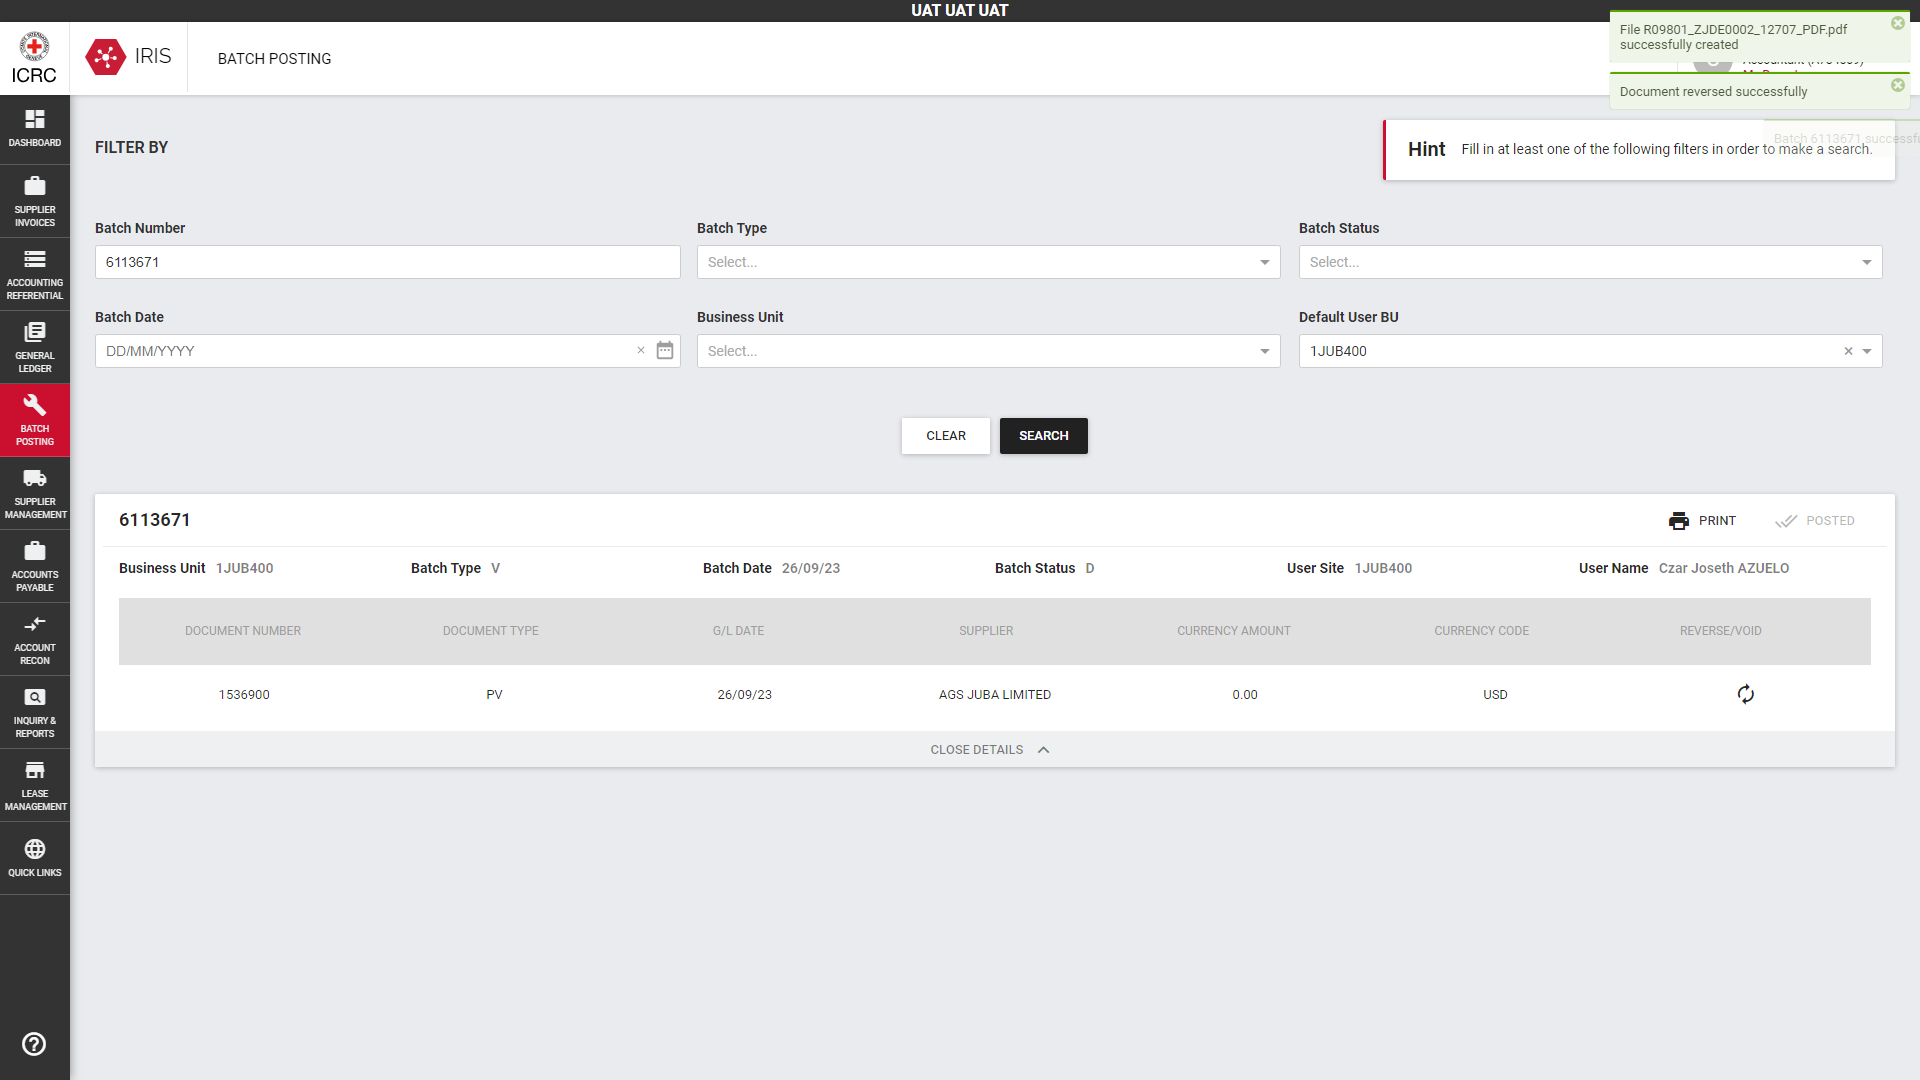 UAT UAT UAT
ICRC
IRIS
BATCH POSTING
File R09801_ZJDE0002_12707_PDF.pdf
successfully created
Document reversed successfully
Batch 6113671 successfu
DASHBOARD
SUPPLIER
INVOICES
ACCOUNTING
REFERENTIAL
GENERAL
LEDGER
BATCH
POSTING
SUPPLIER
MANAGEMENT
ACCOUNTS
PAYABLE
ACCOUNT
RECON
INQUIRY &
REPORTS
LEASE
MANAGEMENT
QUICK LINKS
FILTER BY
Hint Fill in at least one of the following filters in order to make a search.
Batch Number Batch Type Batch Status
6113671 Select... Select...
Batch Date Business Unit Default User BU
DD/MM/YYYY × Select... 1JUB400 ×
CLEAR SEARCH
6113671 PRINT POSTED
Business Unit 1JUB400 Batch Type V Batch Date 26/09/23 Batch Status D User Site 1JUB400 User Name Czar Joseth AZUELO
DOCUMENT NUMBER DOCUMENT TYPE G/L DATE SUPPLIER CURRENCY AMOUNT CURRENCY CODE REVERSE/VOID
1536900 PV 26/09/23 AGS JUBA LIMITED 0.00 USD
CLOSE DETAILS